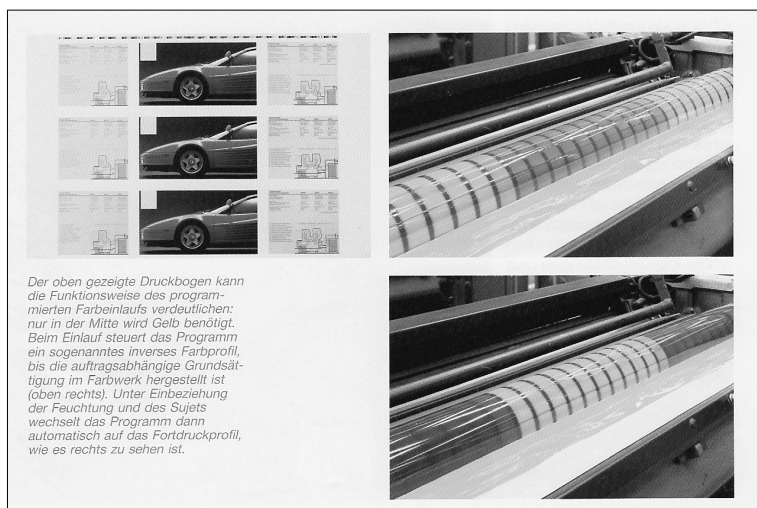 Der oben gezeigte Druckbogen kann
die Funktionsweise des program-
mierten Farbeinlaufs verdeutlichen:
nur in der Mitte wird Gelb benötigt.
Beim Einlauf steuert das Programm
ein sogenanntes inverses Farbprofil,
bis die auftragsabhängige Grundsät-
tigung im Farbwerk hergestellt ist
(oben rechts). Unter Einbeziehung
der Feuchtung und des Sujets
wechselt das Programm dann
automatisch auf das Fortdruckprofil,
wie es rechts zu sehen ist.